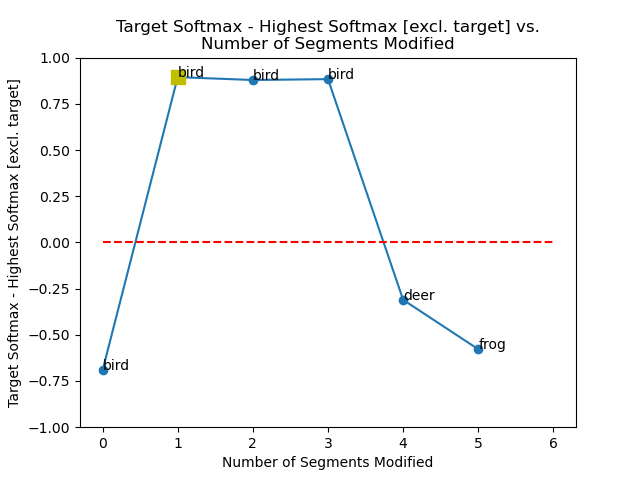 Target Softmax - Highest Softmax [excl. target] vs.
Number of Segments Modified
Target Softmax - Highest Softmax [excl. target]
1.00
0.75
0.50
0.25
0.00
−0.25
−0.50
−0.75
−1.00
bird
bird
bird
bird
deer
frog
0
1
2
3
4
5
6
Number of Segments Modified